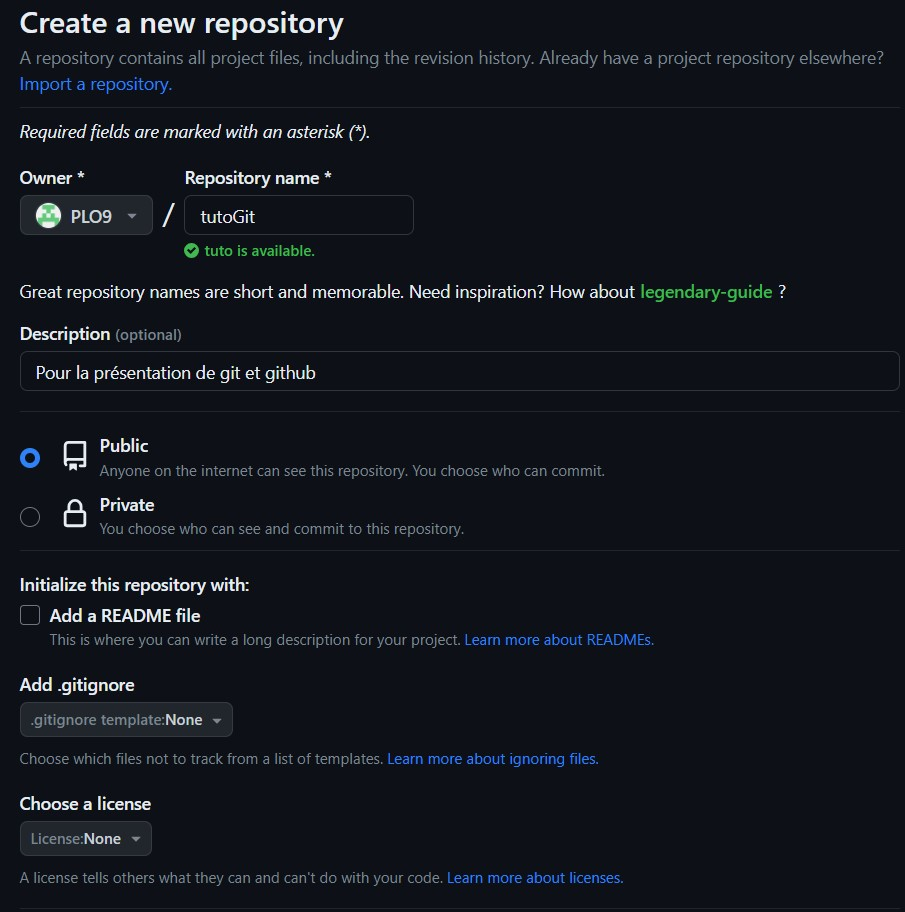 Create a new repository
A repository contains all project files, including the revision history. Already have a project repository elsewhere?
Import a repository.
Required fields are marked with an asterisk (*).
Owner * Repository name *
PLO9 / tutoGit
tuto is available.
Great repository names are short and memorable. Need inspiration? How about legendary-guide ?
Description (optional)
Pour la présentation de git et github
Public
Anyone on the internet can see this repository. You choose who can commit.
Private
You choose who can see and commit to this repository.
Initialize this repository with:
Add a README file
This is where you can write a long description for your project. Learn more about READMEs.
Add .gitignore
.gitignore template:None
Choose which files not to track from a list of templates. Learn more about ignoring files.
Choose a license
License:None
A license tells others what they can and can't do with your code. Learn more about licenses.